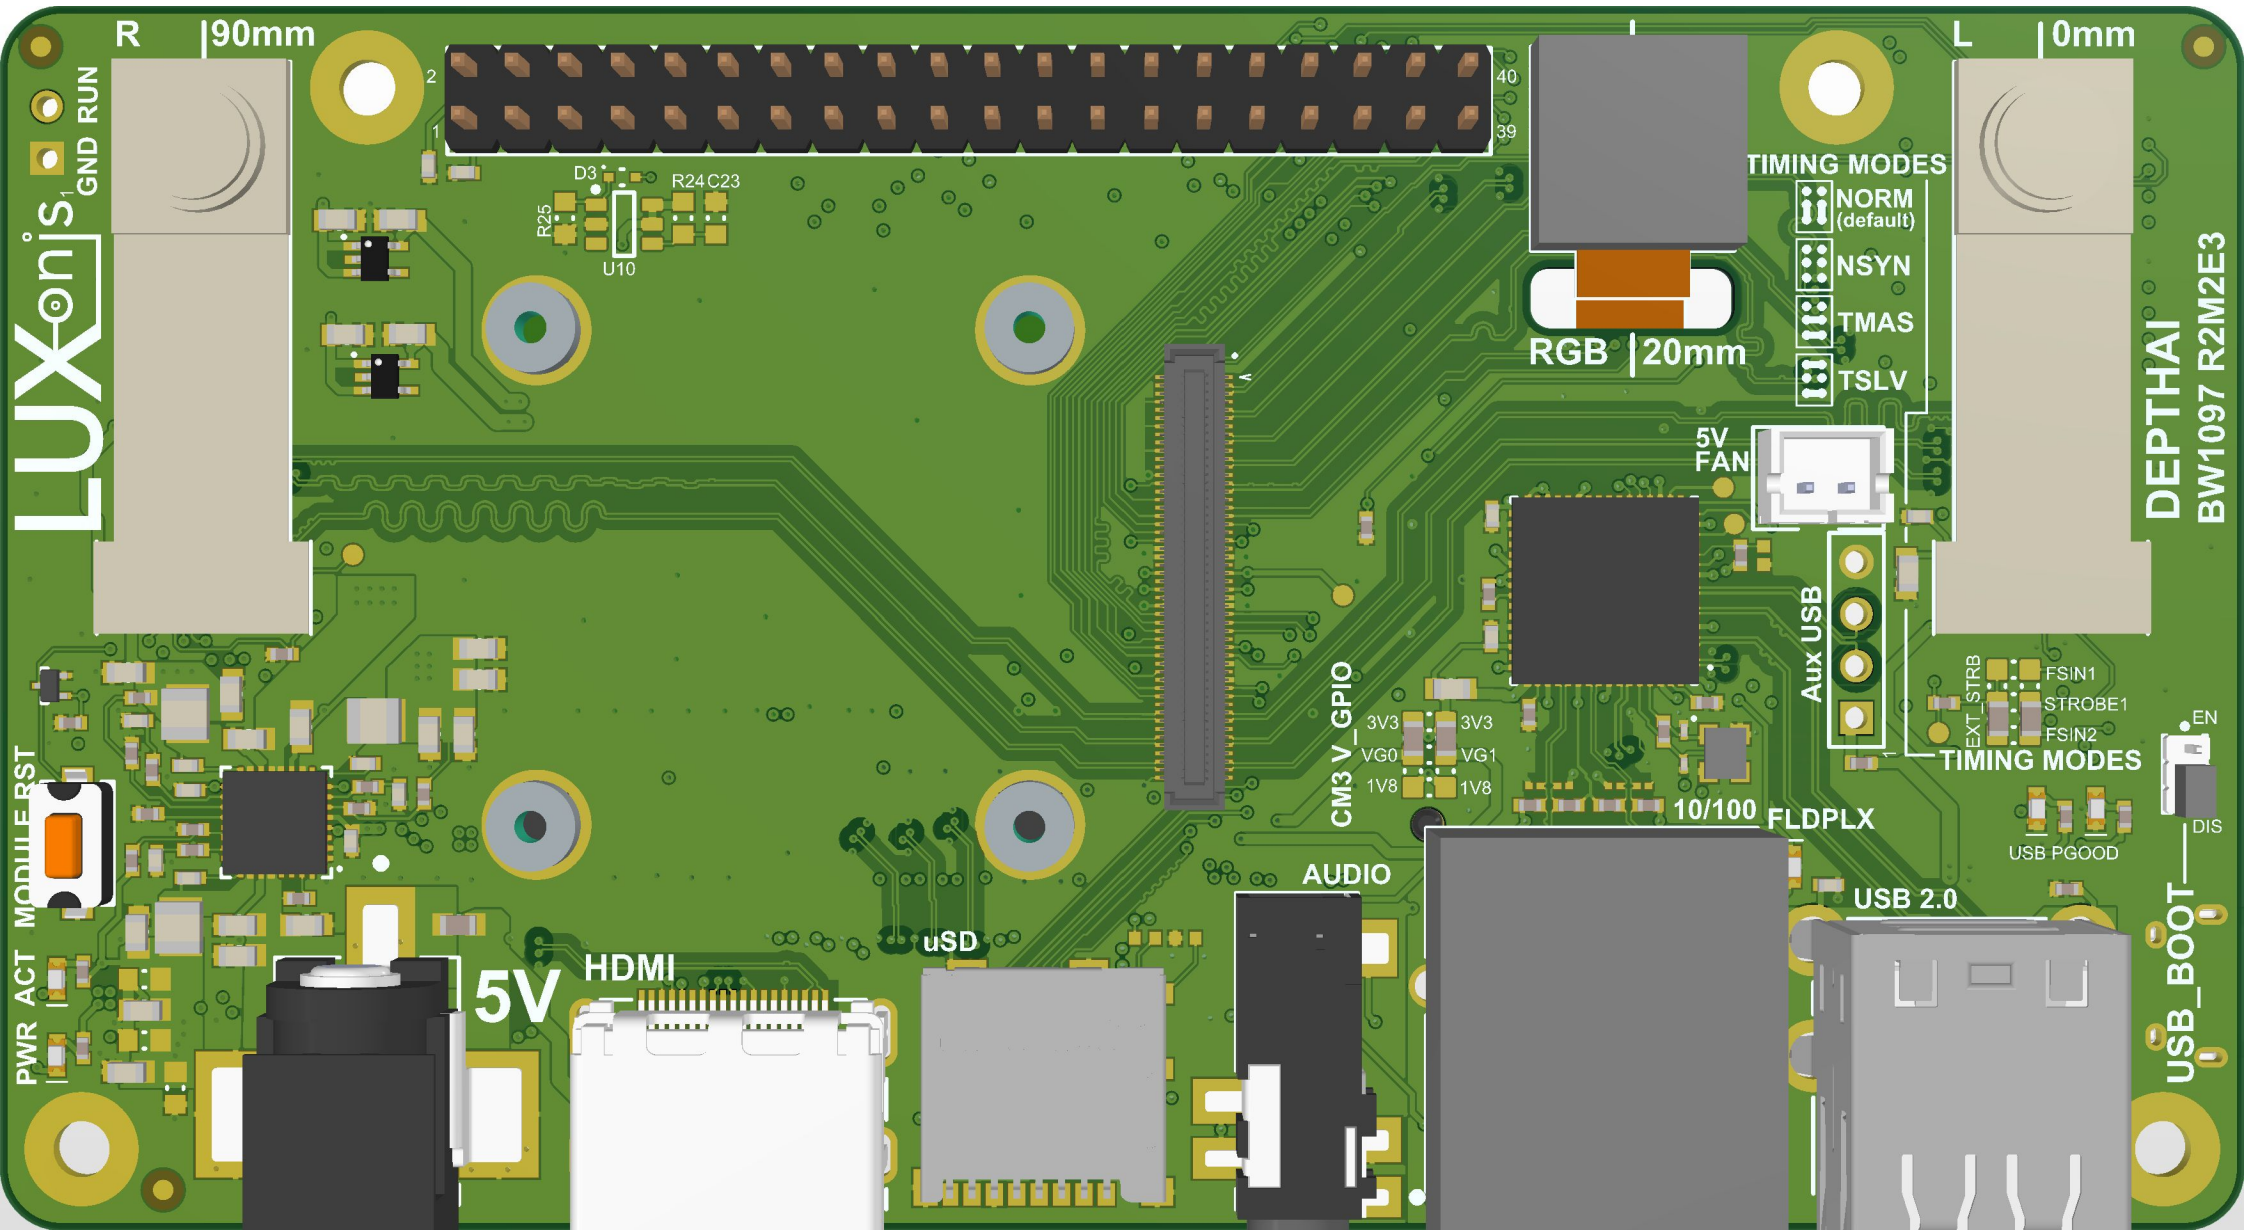 R
90mm
L
0mm
2
40
1
39
GND RUN
1
LUXonis
D3
R24
C23
R25
U10
TIMING MODES
NORM
(default)
NSYN
TMAS
TSLV
RGB
20mm
DEPTHAI
BW1097 R2M2E3
5V
FAN
Aux USB
1
EXT_STRB
FSIN1
STROBE1
FSIN2
TIMING MODES
EN
DIS
USB_BOOT
CM3 V_GPIO
3V3
3V3
VG0
VG1
1V8
1V8
10/100
FLDPLX
USB PGOOD
USB 2.0
AUDIO
uSD
HDMI
5V
MODULE RST
ACT
PWR